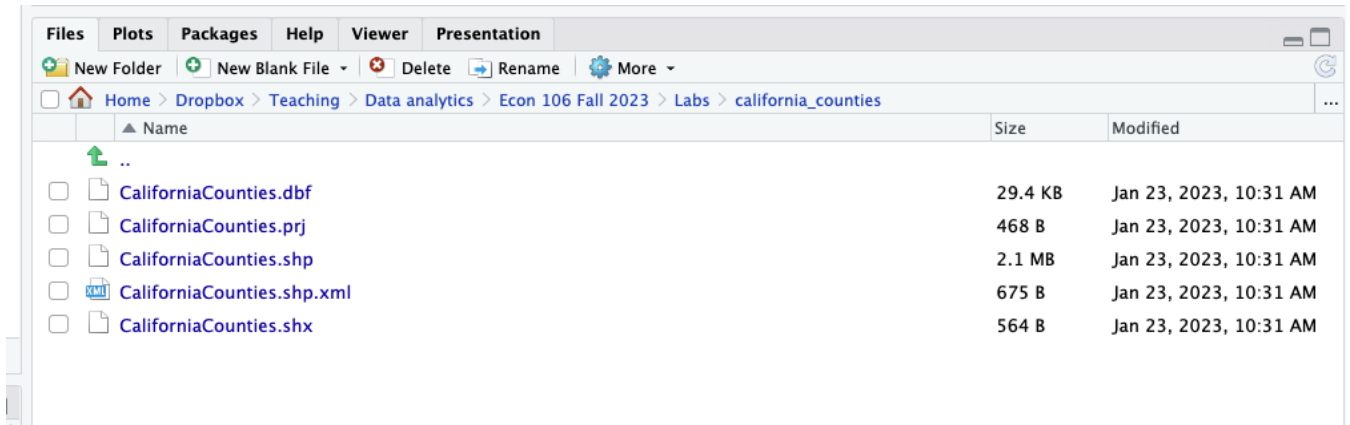 Files Plots Packages Help Viewer Presentation
New Folder New Blank File Delete Rename More
Home > Dropbox > Teaching > Data analytics > Econ 106 Fall 2023 > Labs > california_counties ...
Name Size Modified
..
CaliforniaCounties.dbf 29.4 KB Jan 23, 2023, 10:31 AM
CaliforniaCounties.prj 468 B Jan 23, 2023, 10:31 AM
CaliforniaCounties.shp 2.1 MB Jan 23, 2023, 10:31 AM
XML CaliforniaCounties.shp.xml 675 B Jan 23, 2023, 10:31 AM
CaliforniaCounties.shx 564 B Jan 23, 2023, 10:31 AM